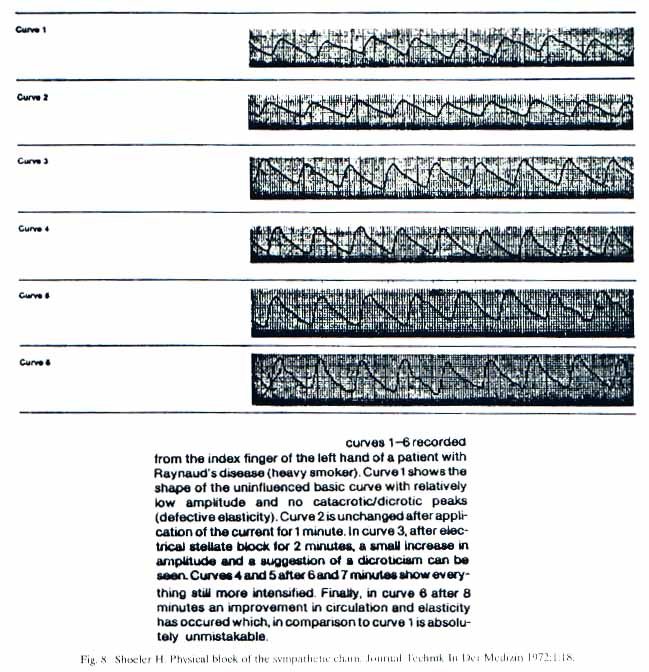 Curve 1
Curve 2
Curve 3
Curve 4
Curve 5
Curve 6
curves 1–6 recorded
from the index finger of the left hand of a patient with
Raynaud's disease (heavy smoker). Curve 1 shows the
shape of the uninfluenced basic curve with relatively
low amplitude and no catacrotic/dicrotic peaks
(defective elasticity). Curve 2 is unchanged after appli-
cation of the current for 1 minute. In curve 3, after elec-
trical stellate block for 2 minutes, a small increase in
amplitude and a suggestion of a dicroticism can be
seen. Curves 4 and 5 after 6 and 7 minutes show every-
thing still more intensified. Finally, in curve 6 after 8
minutes an improvement in circulation and elasticity
has occured which, in comparison to curve 1 is absolu-
tely unmistakable.
Fig. 8. Shoeler H. Physical block of the sympathetic chain. Journal Technik In Der Medizin 1972:1:18.